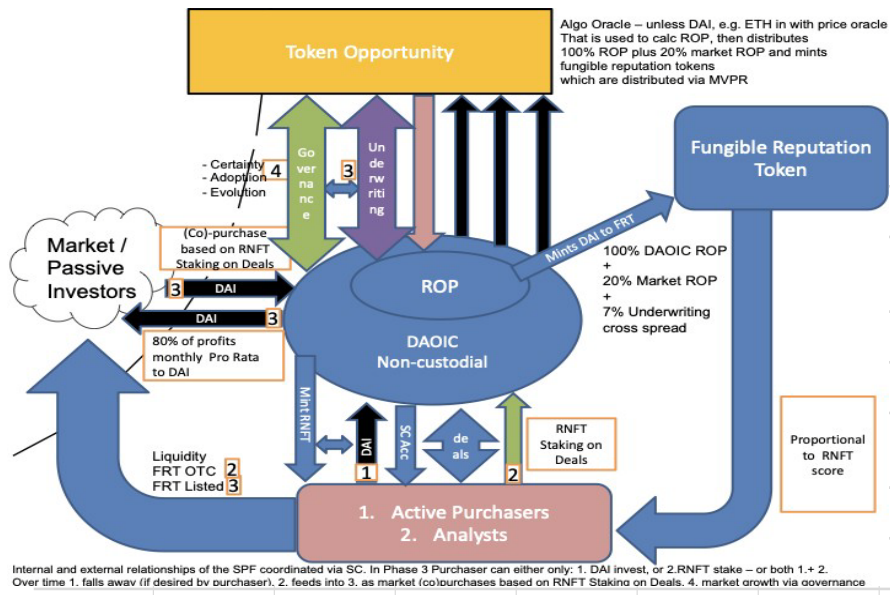 Token Opportunity
Algo Oracle – unless DAI, e.g. ETH in with price oracle
That is used to calc ROP, then distributes
100% ROP plus 20% market ROP and mints
fungible reputation tokens
which are distributed via MVPR
Fungible Reputation
Token
- Certainty
- Adoption
- Evolution
4
Go
ver
na
nc
e
3
Un
de
rw
riti
ng
Mints DAI to FRT
100% DAOIC ROP
+
20% Market ROP
+
7% Underwriting
cross spread
Market /
Passive
Investors
(Co)-purchase
based on RNFT
Staking on Deals
3
DAI
DAI
3
80% of profits
monthly Pro Rata
to DAI
ROP
DAOIC
Non-custodial
Mint RNFT
DAI
1
SC Acc
de
als
2
RNFT
Staking on
Deals
Proportional
to RNFT
score
Liquidity
FRT OTC 2
FRT Listed 3
1. Active Purchasers
2. Analysts
Internal and external relationships of the SPF coordinated via SC. In Phase 3 Purchaser can either only: 1. DAI invest, or 2.RNFT stake – or both 1.+ 2.
Over time 1. falls away (if desired by purchaser). 2. feeds into 3. as market (co)purchases based on RNFT Staking on Deals. 4. market growth via governance